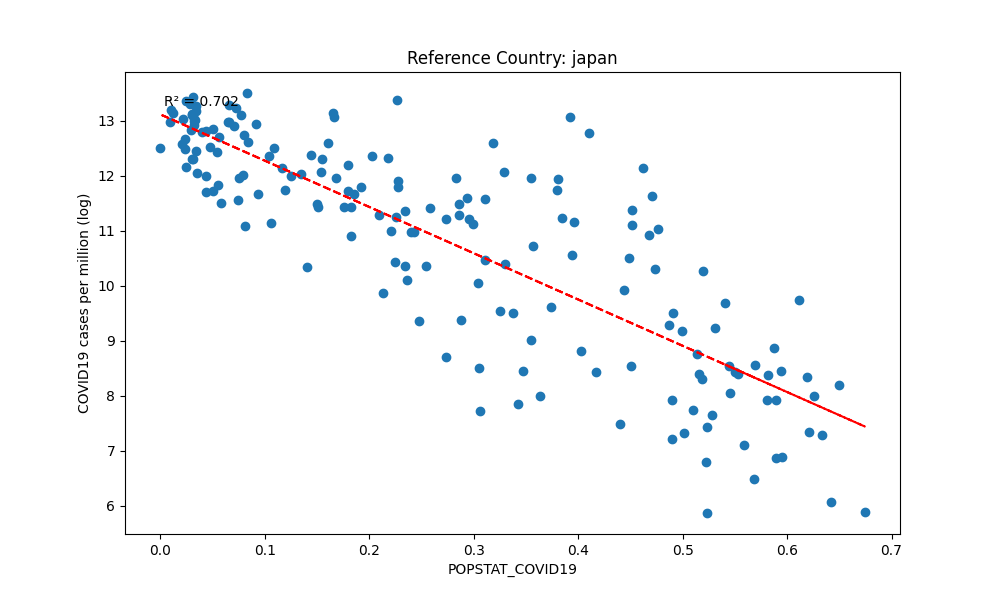 Reference Country: japan
R² = 0.702
COVID19 cases per million (log)
13
12
11
10
9
8
7
6
0.0 0.1 0.2 0.3 0.4 0.5 0.6 0.7
POPSTAT_COVID19